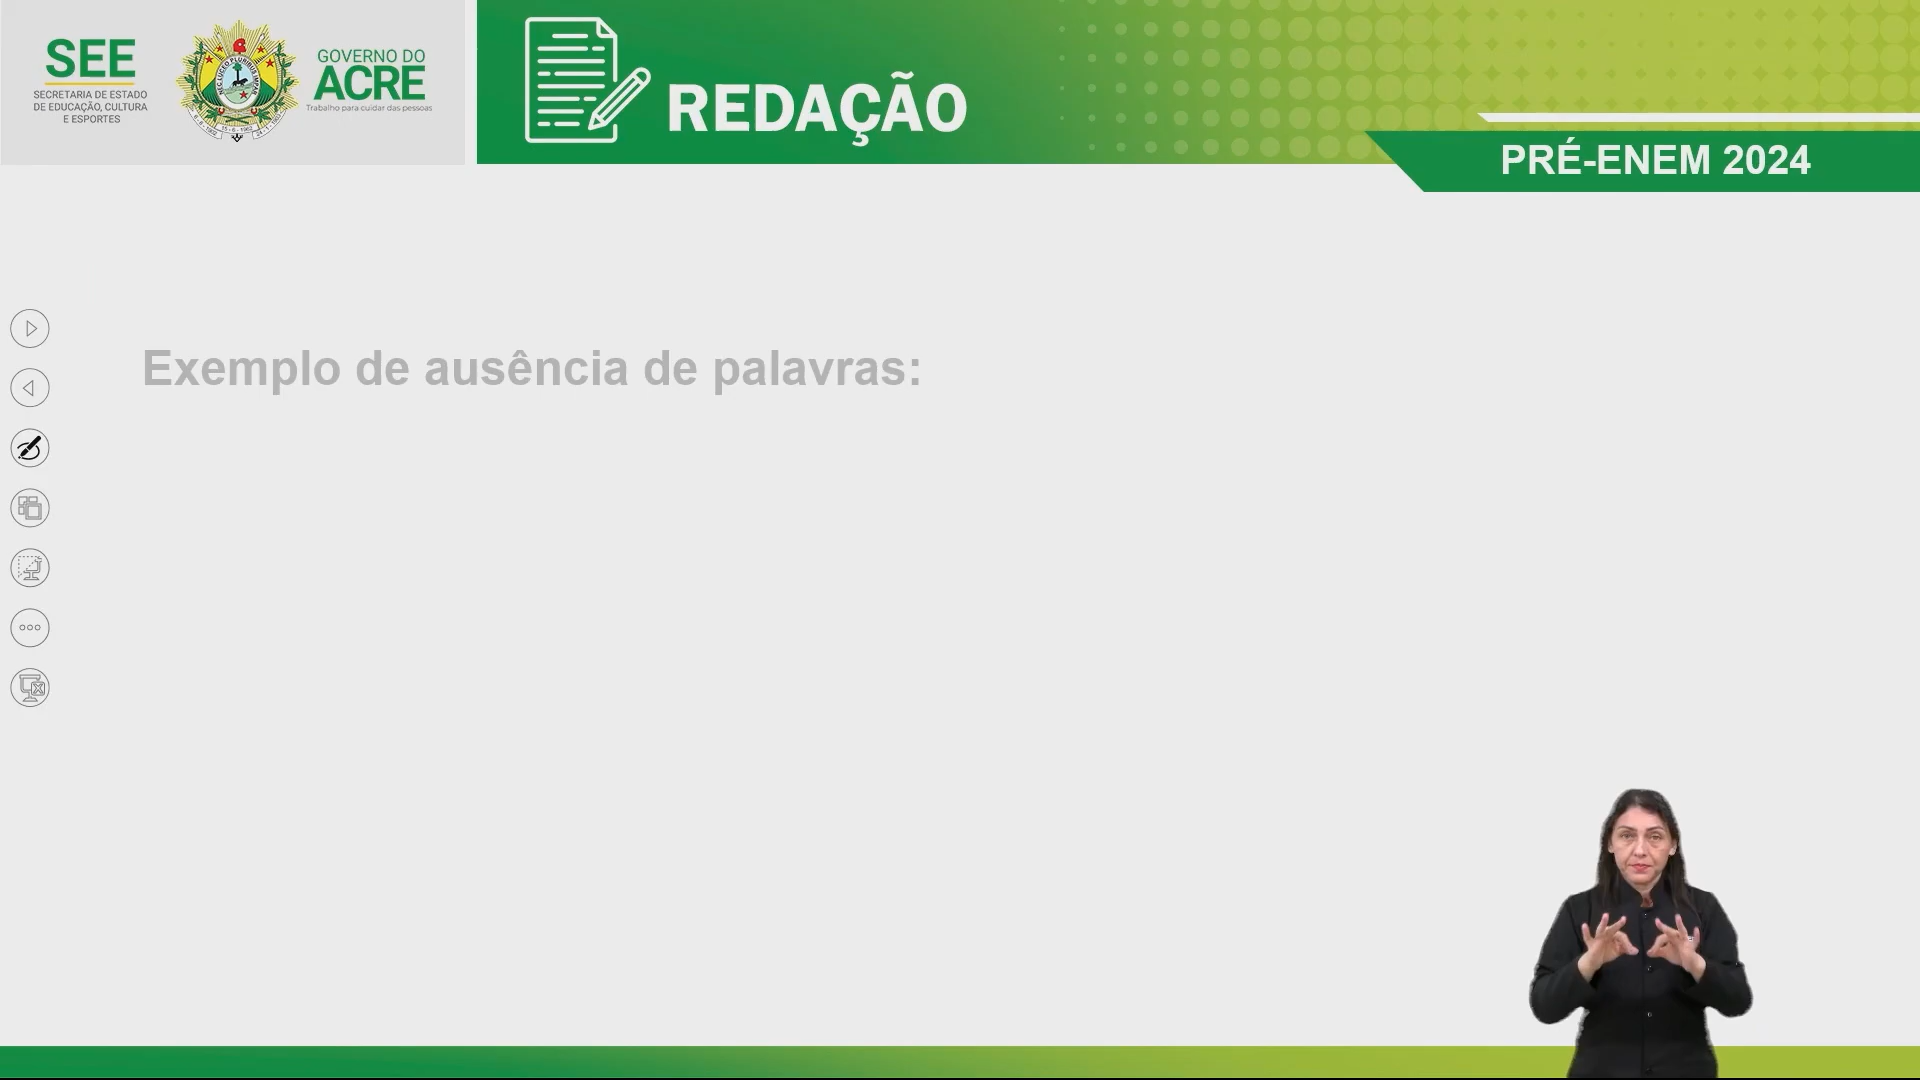 SEE
SECRETARIA DE ESTADO
DE EDUCAÇÃO, CULTURA
E ESPORTES
GOVERNO DO
ACRE
Trabalho para cuidar das pessoas
REDAÇÃO
PRÉ-ENEM 2024
Exemplo de ausência de palavras: